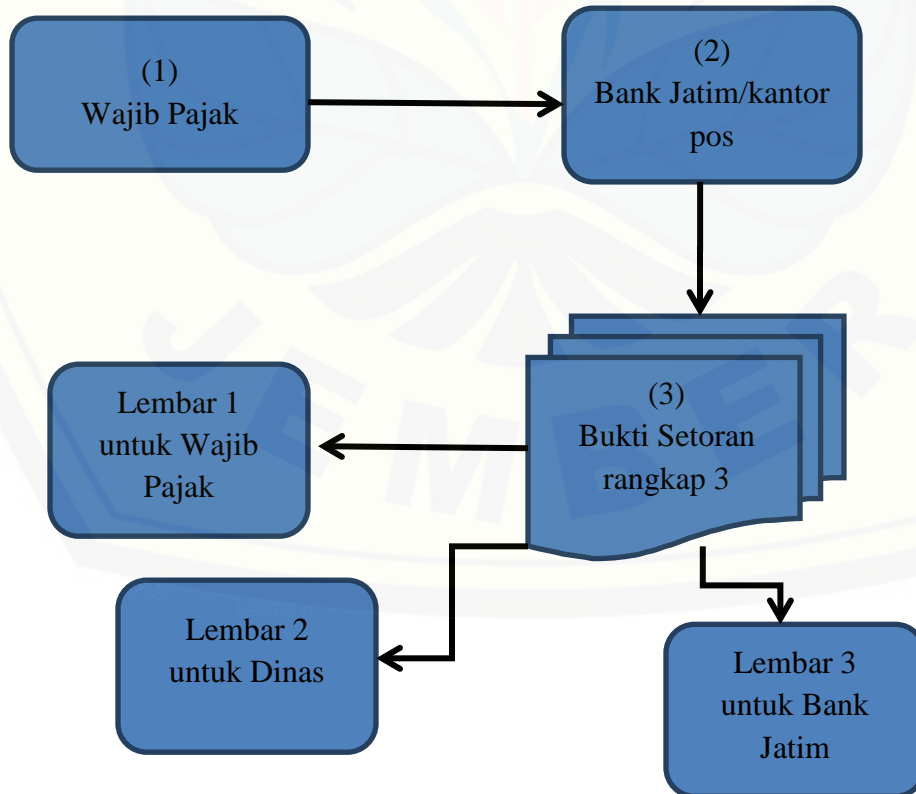 (1)
Wajib Pajak
(2)
Bank Jatim/kantor
pos
(3)
Bukti Setoran
rangkap 3
Lembar 1
untuk Wajib
Pajak
Lembar 2
untuk Dinas
Lembar 3
untuk Bank
Jatim
JEMBER